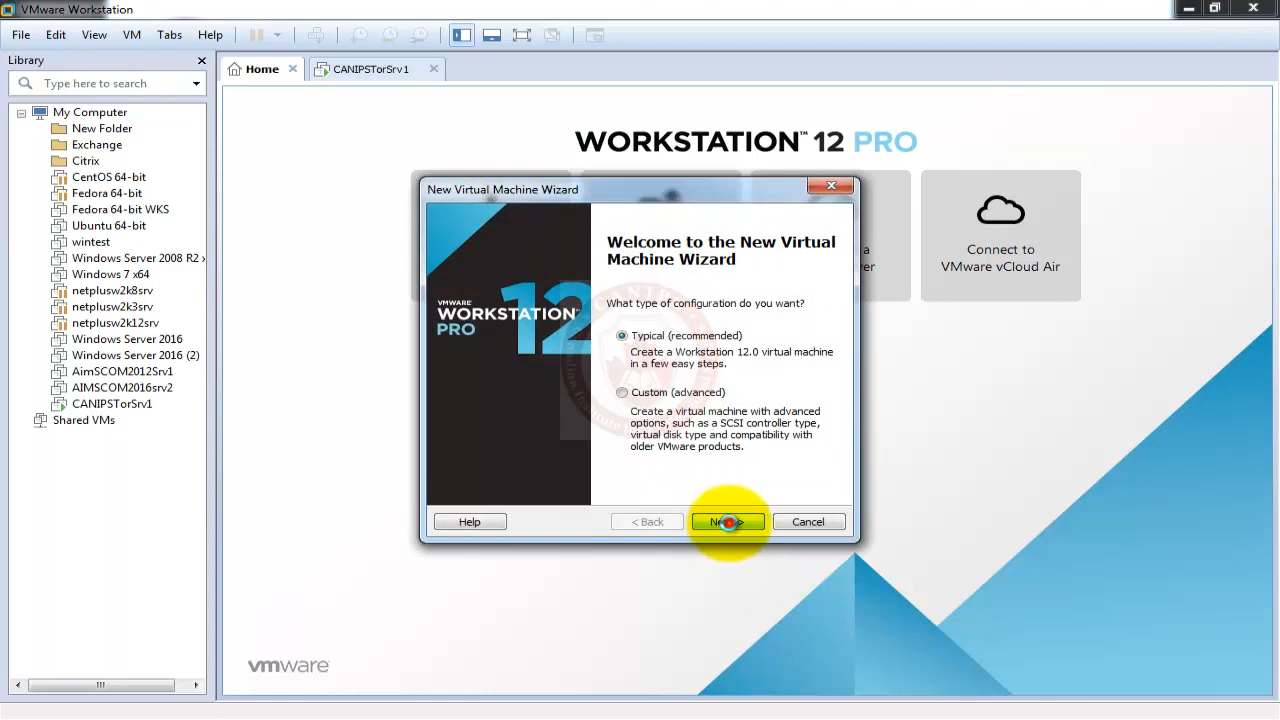 VMware Workstation
File Edit View VM Tabs Help
Library
Type here to search
Home
CANIPSTorSrv1
My Computer
New Folder
Exchange
Citrix
CentOS 64-bit
Fedora 64-bit
Fedora 64-bit WKS
Ubuntu 64-bit
wintest
Windows Server 2008 R2 x
Windows 7 x64
netplusw2k8srv
netplusw2k3srv
netplusw2k12srv
Windows Server 2016
Windows Server 2016 (2)
AimSCOM2012Srv1
AIMSCOM2016srv2
CANIPSTorSrv1
Shared VMs
WORKSTATION™ 12 PRO
Connect to
VMware vCloud Air
New Virtual Machine Wizard
VMWARE
WORKSTATION™
PRO
12
Welcome to the New Virtual
Machine Wizard
What type of configuration do you want?
Typical (recommended)
Create a Workstation 12.0 virtual machine
in a few easy steps.
Custom (advanced)
Create a virtual machine with advanced
options, such as a SCSI controller type,
virtual disk type and compatibility with
older VMware products.
Help
< Back
Cancel
vmware